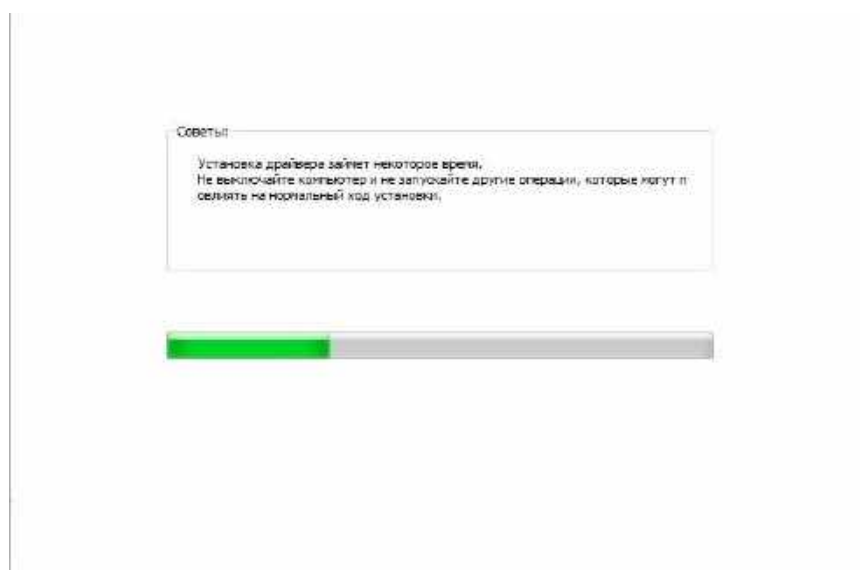 Советы:
Установка драйвера займет некоторое время.
Не выключайте компьютер и не запускайте другие операции, которые могут п
овлиять на нормальный ход установки.